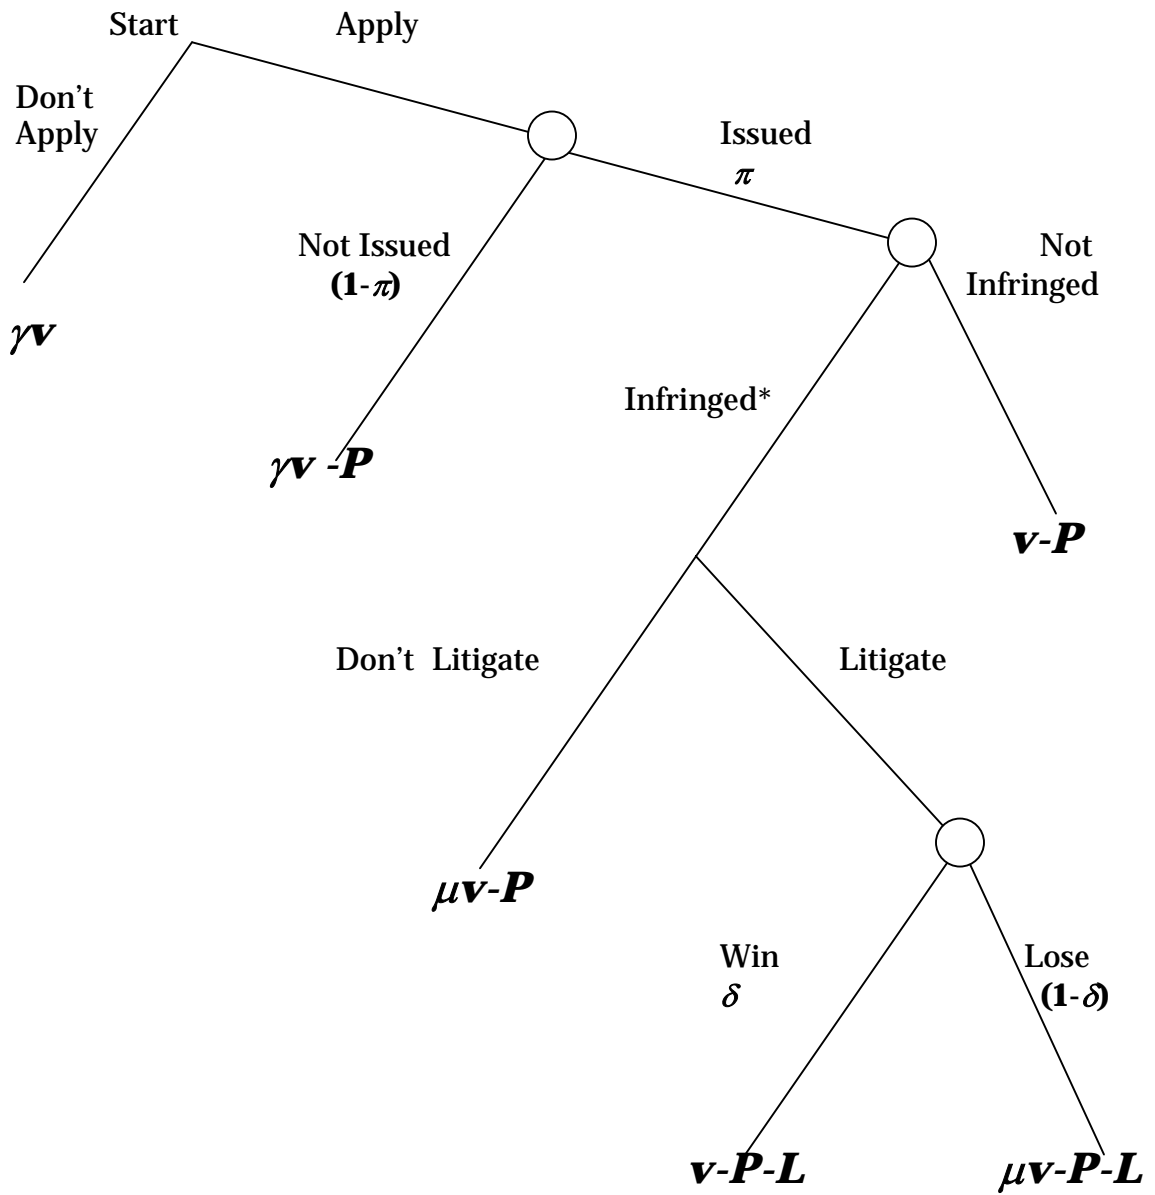 Start
Apply
Don't
Apply
Issued
π
Not Issued
(1-π)
Not
Infringed
γv
Infringed*
γv -P
v-P
Don't Litigate
Litigate
μv-P
Win
δ
Lose
(1-δ)
v-P-L
μv-P-L